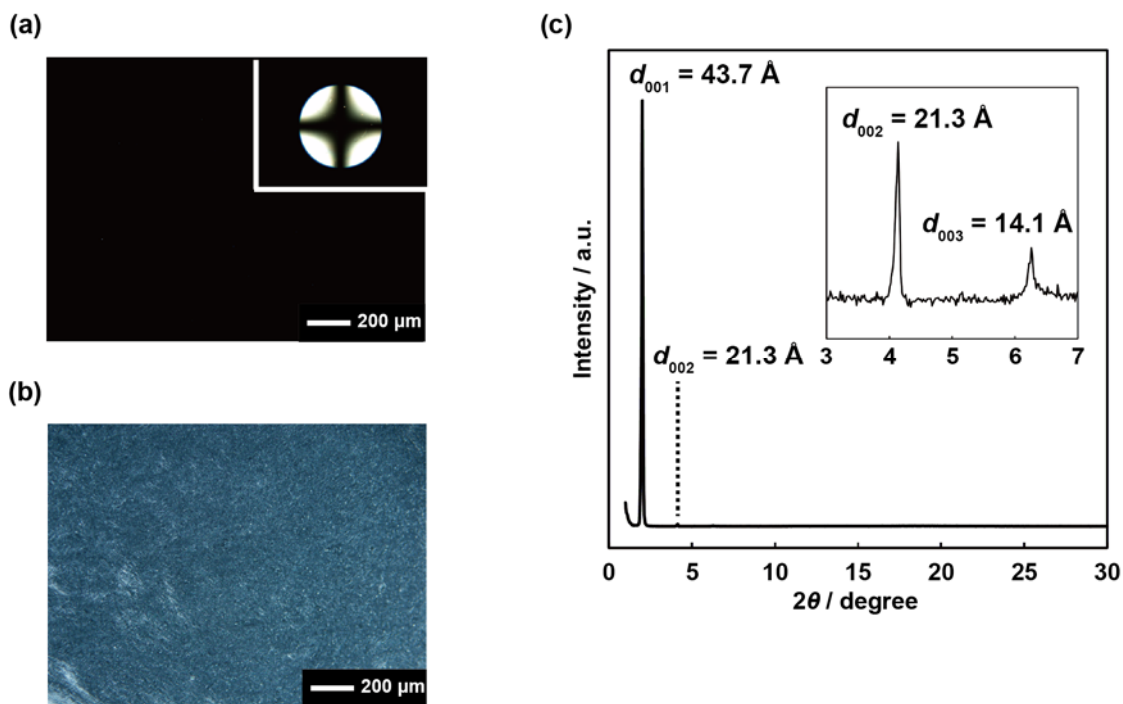 (a)
200 μm
(b)
200 μm
(c)
d001 = 43.7 Å
d002 = 21.3 Å
d003 = 14.1 Å
3 4 5 6 7
d002 = 21.3 Å
Intensity / a.u.
0 5 10 15 20 25 30
2θ / degree